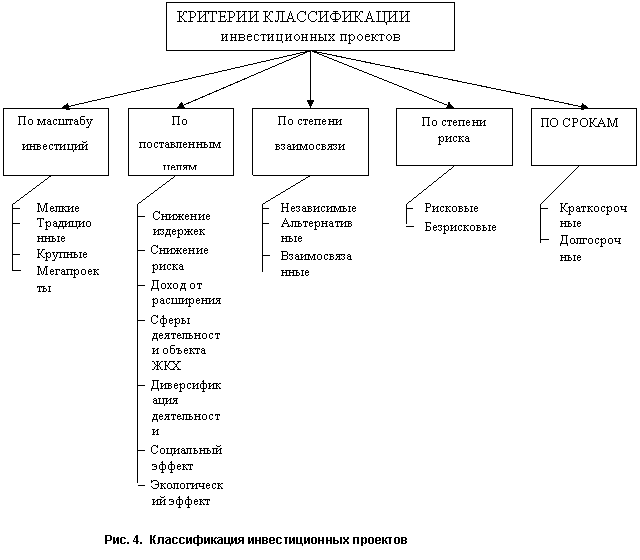 КРИТЕРИИ КЛАССИФИКАЦИИ
инвестиционных проектов
По масштабу
инвестиций
По
поставленным
целям
По степени
взаимосвязи
По степени
риска
ПО СРОКАМ
Мелкие
Традицио
нные
Крупные
Мегапроек
ты
Снижение
издержек
Снижение
риска
Доход от
расширения
Сферы
деятельност
и объекта
ЖКХ
Диверсифик
ация
деятельност
и
Социальный
эффект
Экологичес
кий эффект
Независимые
Альтернатив
ные
Взаимосвяза
нные
Рисковые
Безрисковые
Краткосроч
ные
Долгосроч
ные
Рис. 4. Классификация инвестиционных проектов